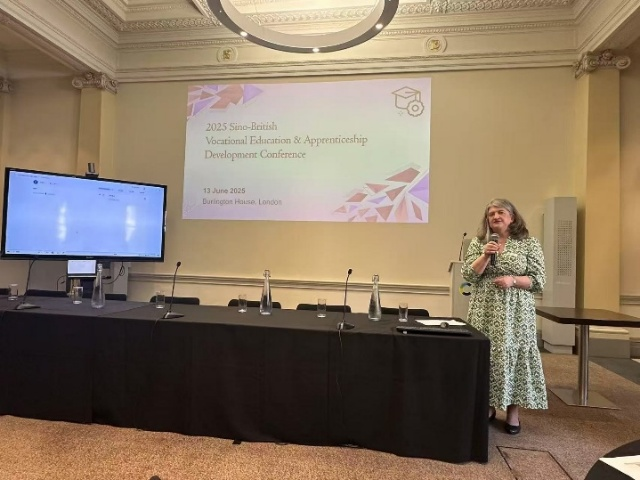 2025 Sino-British
Vocational Education & Apprenticeship
Development Conference
13 June 2025
Burlington House, London